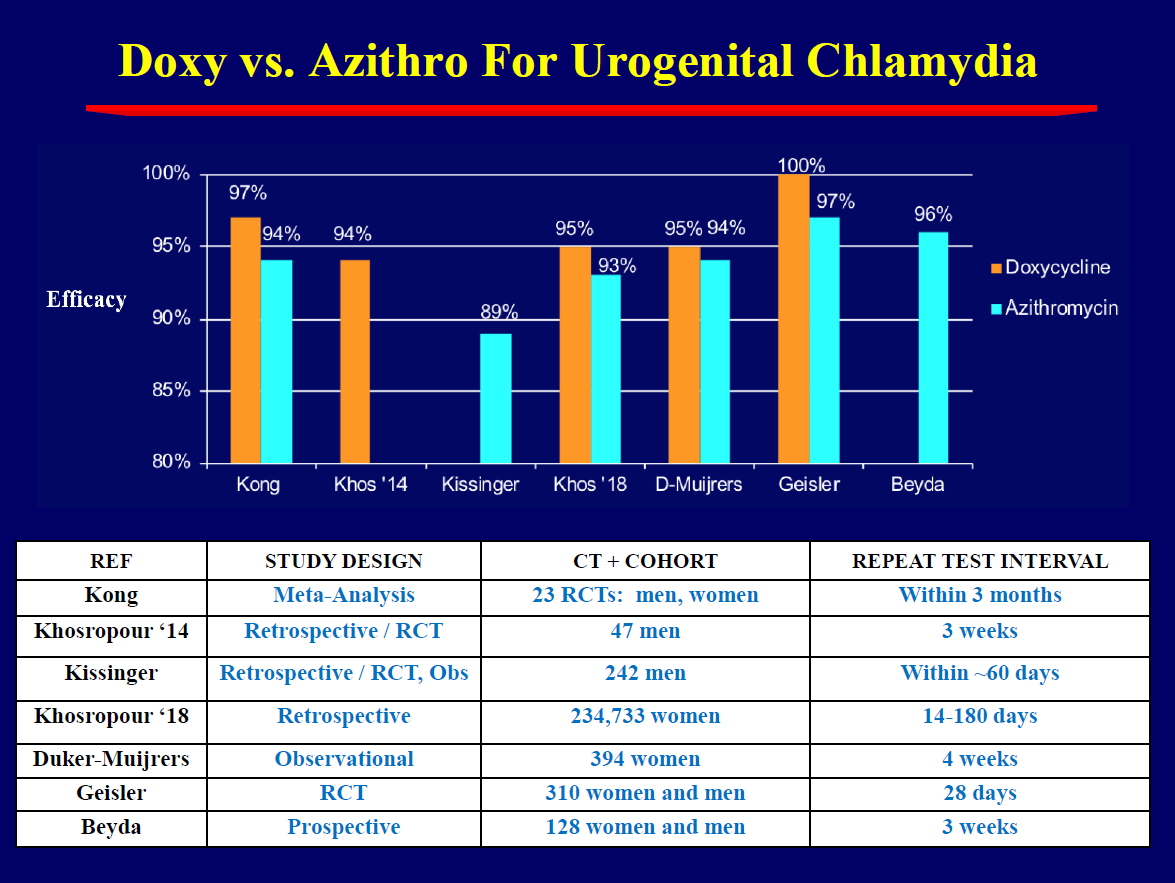 Doxy vs. Azithro For Urogenital Chlamydia
Efficacy
100%
95%
90%
85%
80%
97%
94%
94%
89%
95%
93%
95% 94%
100%
97%
96%
Kong Khos '14 Kissinger Khos '18 D-Muijrers Geisler Beyda
Doxycycline
Azithromycin
REF STUDY DESIGN CT + COHORT REPEAT TEST INTERVAL
Kong Meta-Analysis 23 RCTs: men, women Within 3 months
Khosropour ‘14 Retrospective / RCT 47 men 3 weeks
Kissinger Retrospective / RCT, Obs 242 men Within ~60 days
Khosropour ‘18 Retrospective 234,733 women 14-180 days
Duker-Muijrers Observational 394 women 4 weeks
Geisler RCT 310 women and men 28 days
Beyda Prospective 128 women and men 3 weeks